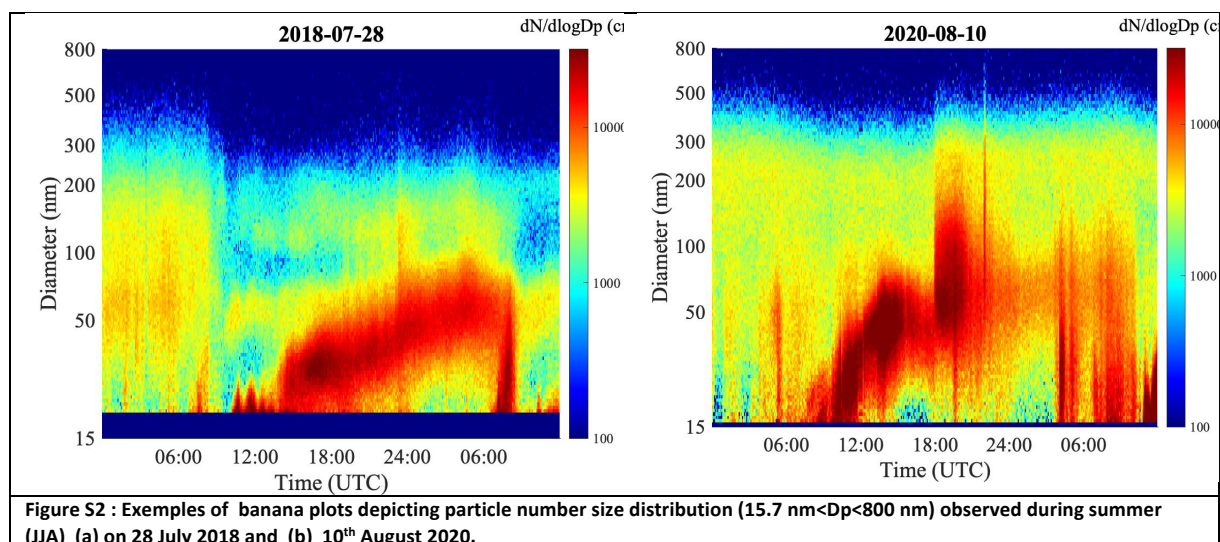 2018-07-28
dN/dlogDp (cr
800
500
300
200
100
50
15
Diameter (nm)
06:00 12:00 18:00 24:00 06:00
Time (UTC)
10000
1000
100
2020-08-10
dN/dlogDp (cr
800
500
300
200
100
50
15
Diameter (nm)
06:00 12:00 18:00 24:00 06:00
Time (UTC)
10000
1000
100
Figure S2 : Exemples of banana plots depicting particle number size distribution (15.7 nm<Dp<800 nm) observed during summer
(JJA) (a) on 28 July 2018 and (b) 10th August 2020.